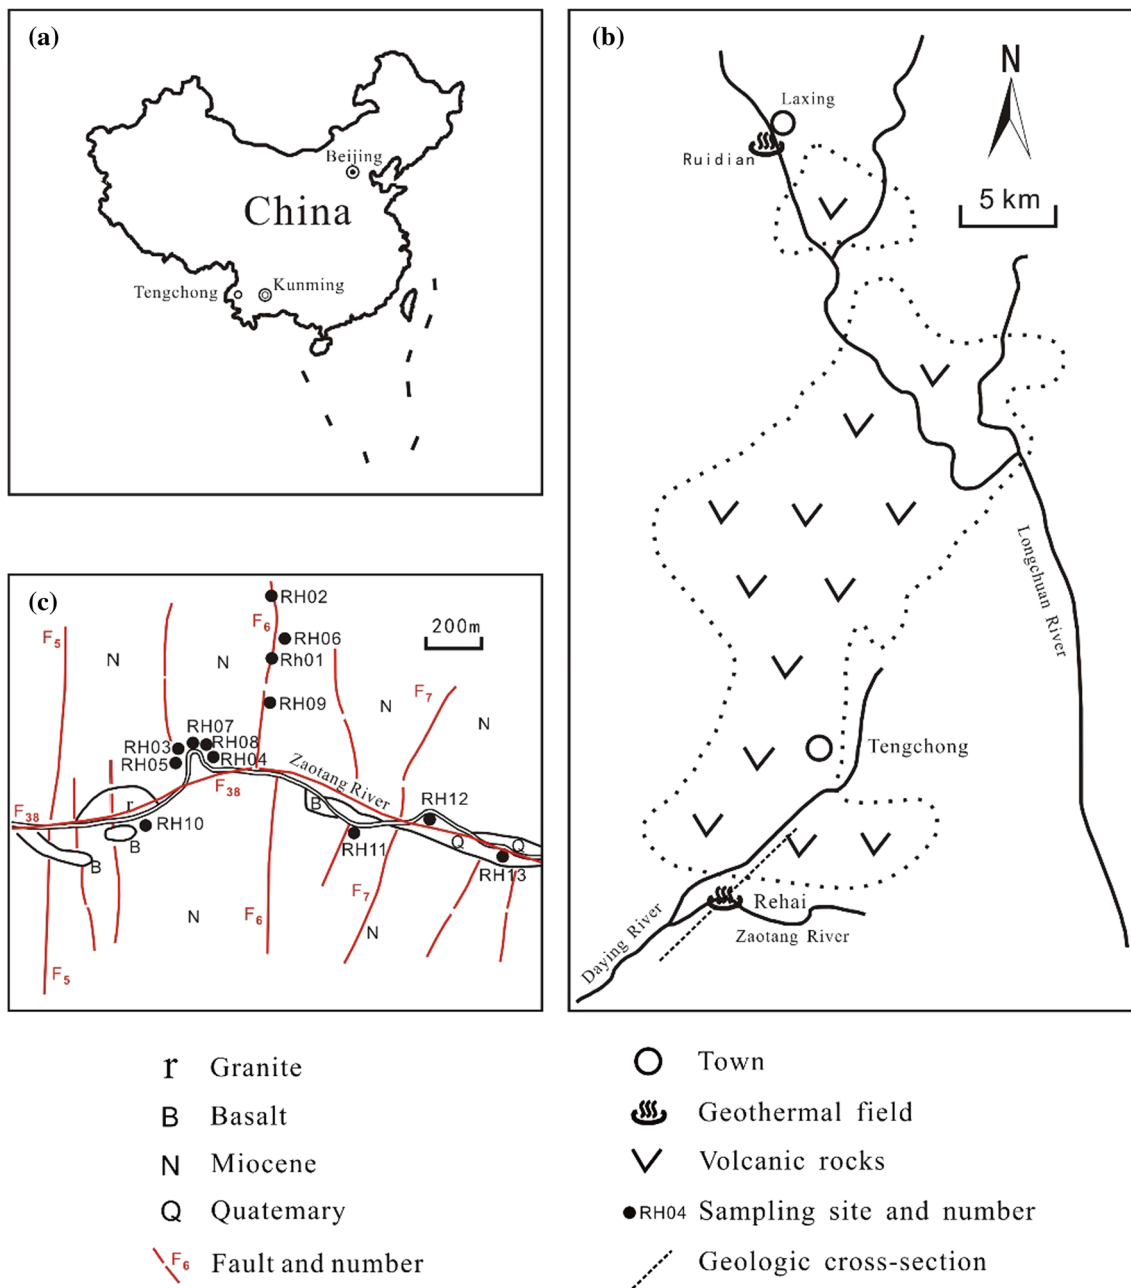 (a)
Beijing
China
Tengchong
Kunming
(b)
N
Laxing
Ruidian
5 km
Longchuan River
Tengchong
Rehai
Zaotang River
Daying River
(c)
RH02
F5
F6
200m
RH06
N
N
Rh01
F7
N
RH09
N
RH07
RH03
RH08
RH05
RH04
Zaotang River
r
F38
F38
B
RH12
RH10
B
B
RH11
Q
Q
RH13
F7
N
F6
N
F5
r Granite
B Basalt
N Miocene
Q Quatemary
F6 Fault and number
Town
Geothermal field
Volcanic rocks
RH04 Sampling site and number
Geologic cross-section